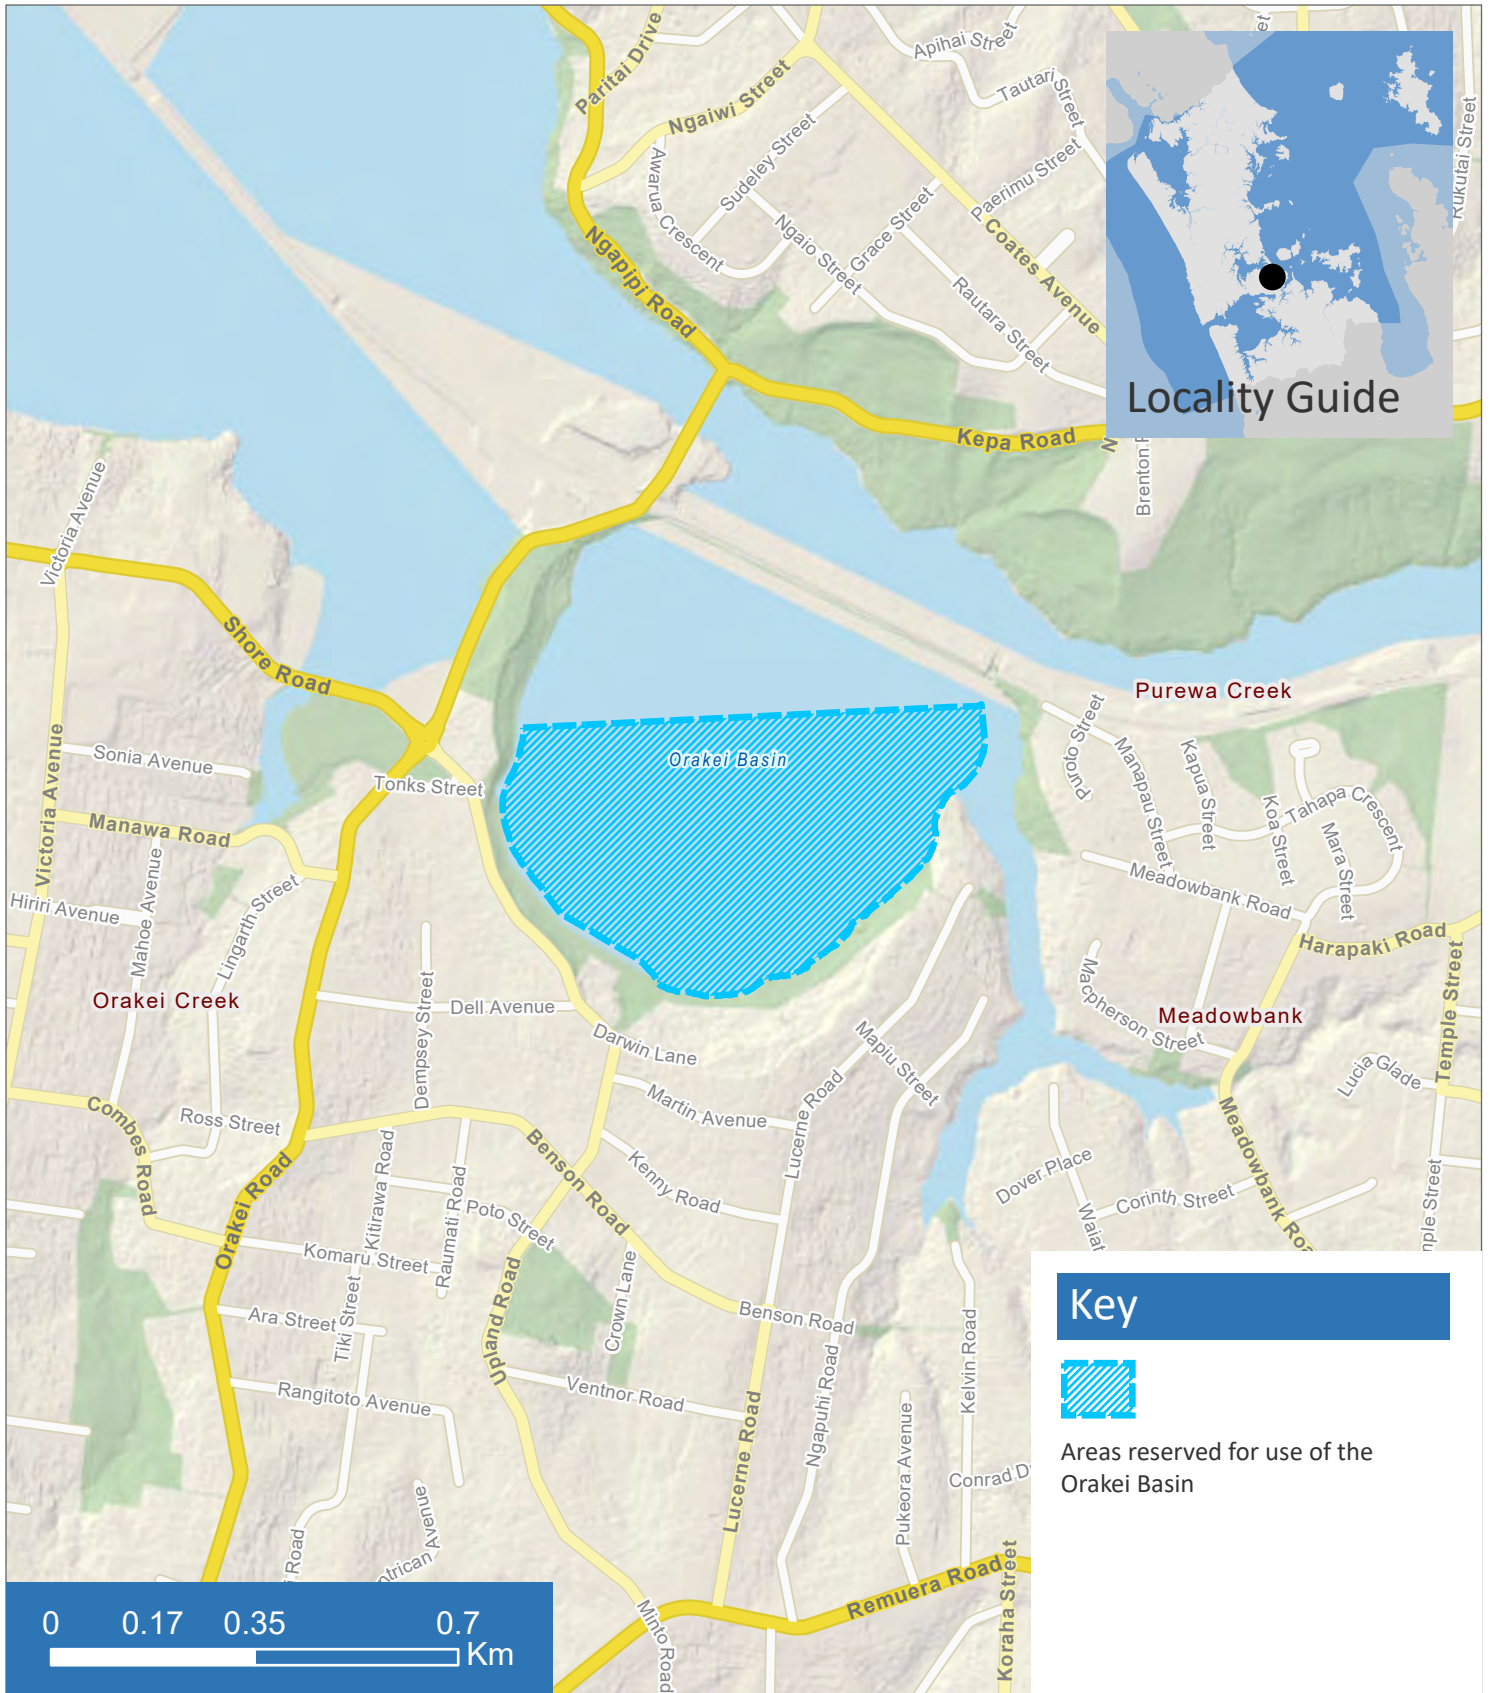 Paritai Drive
Ngaiwi Street
Apihai Street
Tautari Street
Rukutai Street
Awarua Crescent
Sudeley Street
Ngaio Street
Grace Street
Paerimu Street
Coates Avenue
Rautara Street
Ngapipi Road
Kepa Road
Locality Guide
Victoria Avenue
Shore Road
Purewa Creek
Sonia Avenue
Tonks Street
Orakei Basin
Purutoto Street
Manapau Street
Kapua Street
Koa Street
Tahapa Crescent
Mara Street
Victoria Avenue
Manawa Road
Hiriri Avenue
Mahoe Avenue
Lingarth Street
Meadowbank Road
Harapaki Road
Orakei Creek
Dempsey Street
Dell Avenue
Darwin Lane
Macpherson Street
Meadowbank
Temple Street
Mapiu Street
Lucia Glade
Combes Road
Ross Street
Martin Avenue
Lucerne Road
Kenny Road
Benson Road
Kitirawa Road
Raumati Road
Poto Street
Dover Place
Corinth Street
Meadowbank Roa
mple Street
Waiat
Orakei Road
Komaru Street
Ara Street
Tiki Street
Upland Road
Crown Lane
Benson Road
Rangitoto Avenue
Ventnor Road
Lucerne Road
Ngapuhi Road
Kelvin Road
Pukeora Avenue
Conrad D
Remuera Road
Koraha Street
Minto Road
Key
Areas reserved for use of the
Orakei Basin
0 0.17 0.35 0.7
Km